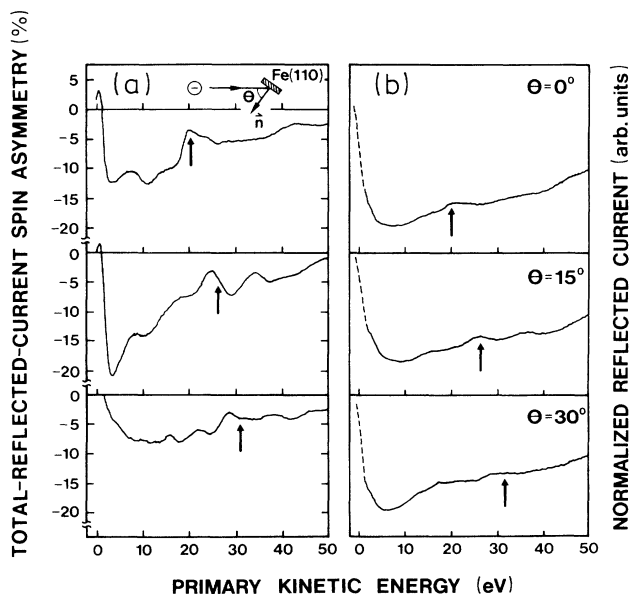 TOTAL-REFLECTED-CURRENT SPIN ASYMMETRY (%)
(a)
Fe(110)
⊖
θ
n⃗
5
0
-5
-10
-15
-20
0
-5
-10
-15
-20
0
-5
-10
-15
-20
0 10 20 30 40 50
(b)
θ=0°
θ=15°
θ=30°
0 10 20 30 40 50
NORMALIZED REFLECTED CURRENT (arb. units)
PRIMARY KINETIC ENERGY (eV)